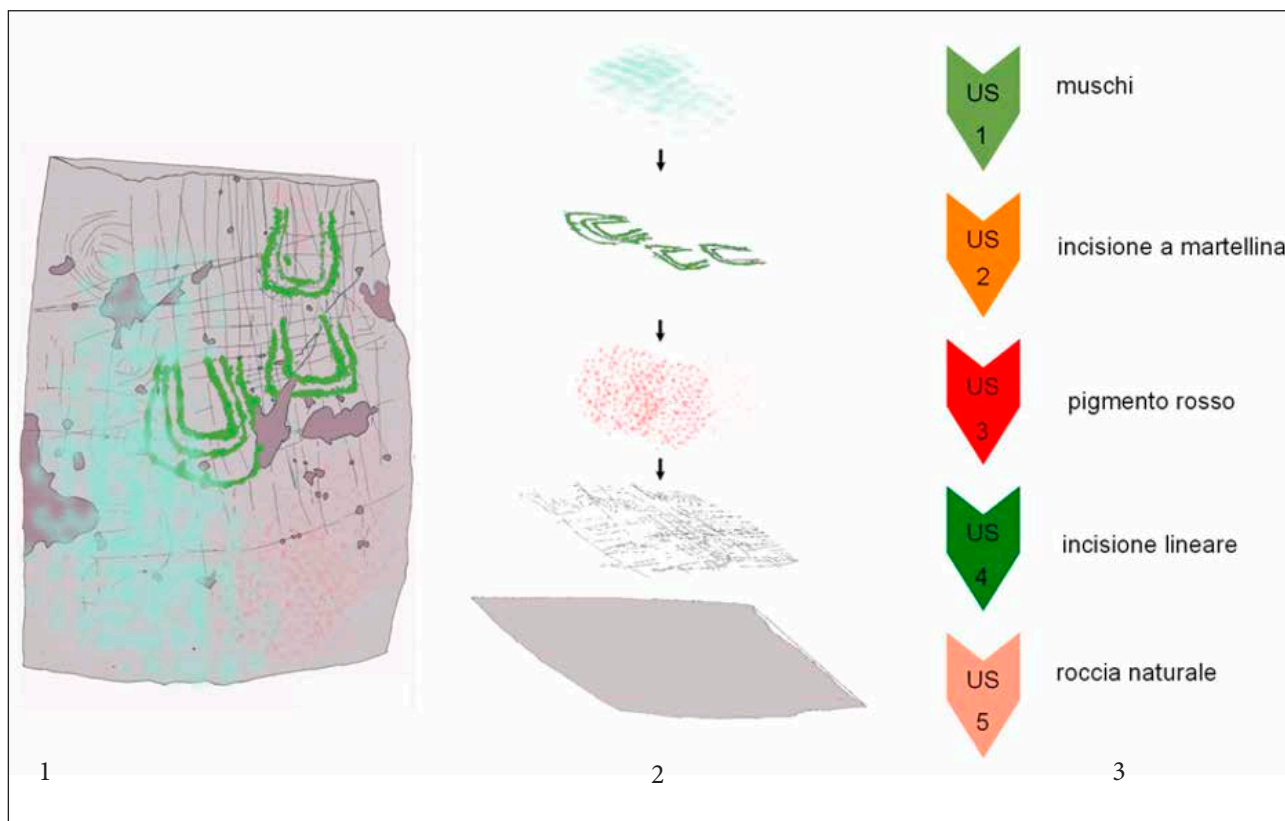 US
1
muschi
US
2
incisione a martellina
US
3
pigmento rosso
US
4
incisione lineare
US
5
roccia naturale
1
2
3